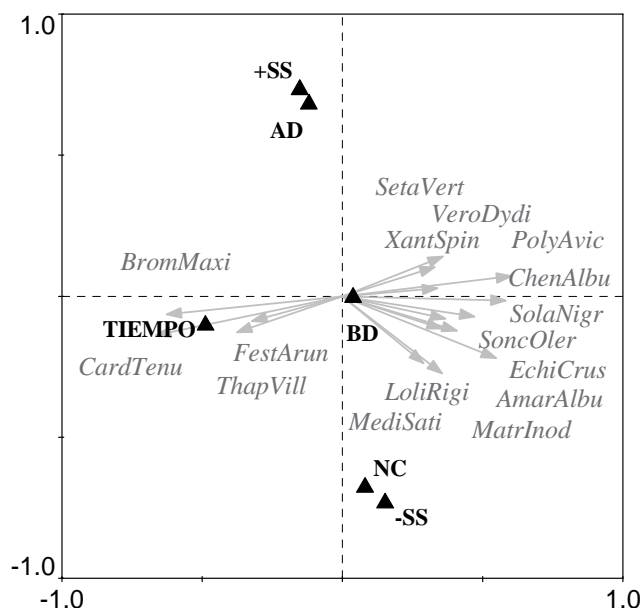 1.0
+SS
AD
SetaVert
VeroDydi
XantSpin PolyAvic
BromMaxi
ChenAlbu
TIEMPO BD SolaNigr
CardTenu FestArun SoncOler
ThapVill EchiCrus
LoliRigi AmarAlbu
MediSati MatrInod
NC
-SS
-1.0
-1.0 1.0